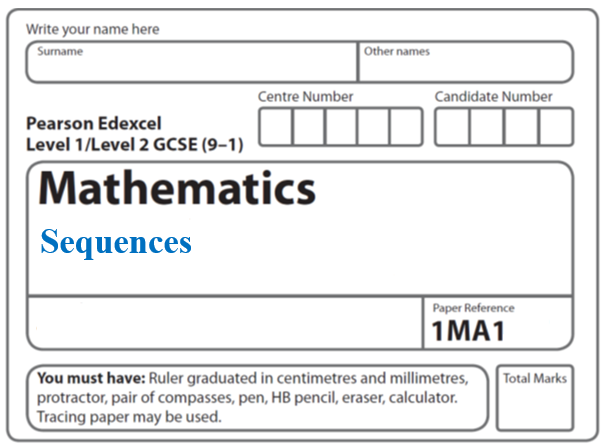 Write your name here
Surname
Other names
Centre Number
Candidate Number
Pearson Edexcel
Level 1/Level 2 GCSE (9–1)
Mathematics
Sequences
Paper Reference
1MA1
You must have: Ruler graduated in centimetres and millimetres,
protractor, pair of compasses, pen, HB pencil, eraser, calculator.
Tracing paper may be used.
Total Marks